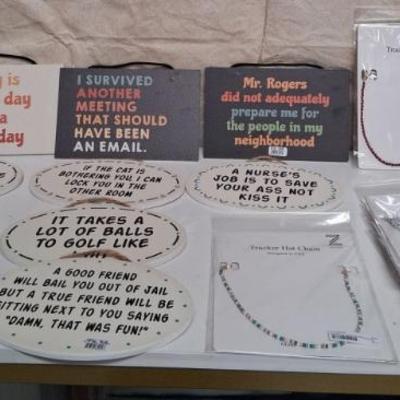 is
day
a
day
I SURVIVED
ANOTHER
MEETING
THAT SHOULD
HAVE BEEN
AN EMAIL.
Mr. Rogers
did not adequately
prepare me for
the people in my
neighborhood
IF THE CAT IS
BOTHERING YOU I CAN
LOCK YOU IN THE
OTHER ROOM
A NURSE'S
JOB IS TO SAVE
YOUR ASS NOT
KISS IT
IT TAKES A
LOT OF BALLS
TO GOLF LIKE
A GOOD FRIEND
WILL BAIL YOU OUT OF JAIL
BUT A TRUE FRIEND WILL BE
SITTING NEXT TO YOU SAYING
"DAMN, THAT WAS FUN!"
Z
Tracker Hat Chain